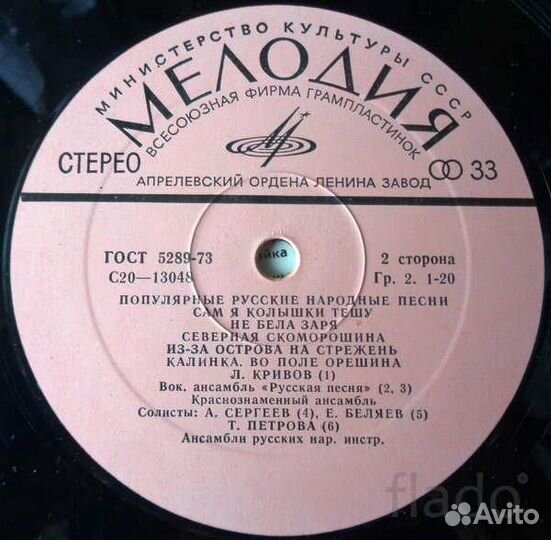 МИНИСТЕРСТВО КУЛЬТУРЫ СССР
МЕЛОДИЯ
ВСЕСОЮЗНАЯ ФИРМА ГРАМПЛАСТИНОК
СТЕРЕО 33
АПРЕЛЕВСКИЙ ОРДЕНА ЛЕНИНА ЗАВОД
ГОСТ 5289-73 2 сторона
С20—13048 Гр. 2. 1-20
ПОПУЛЯРНЫЕ РУССКИЕ НАРОДНЫЕ ПЕСНИ
САМ Я КОЛЫШКИ ТЕШУ
НЕ БЕЛА ЗАРЯ
СЕВЕРНАЯ СКОМОРОШИНА
ИЗ-ЗА ОСТРОВА НА СТРЕЖЕНЬ
КАЛИНКА. ВО ПОЛЕ ОРЕШИНА
Л. КРИВОВ (1)
Вок. ансамбль «Русская песня» (2, 3)
Краснознаменный ансамбль
Солисты: А. СЕРГЕЕВ (4), Е. БЕЛЯЕВ (5)
Т. ПЕТРОВА (6)
Ансамбли русских нар. инстр.
flado
Avito